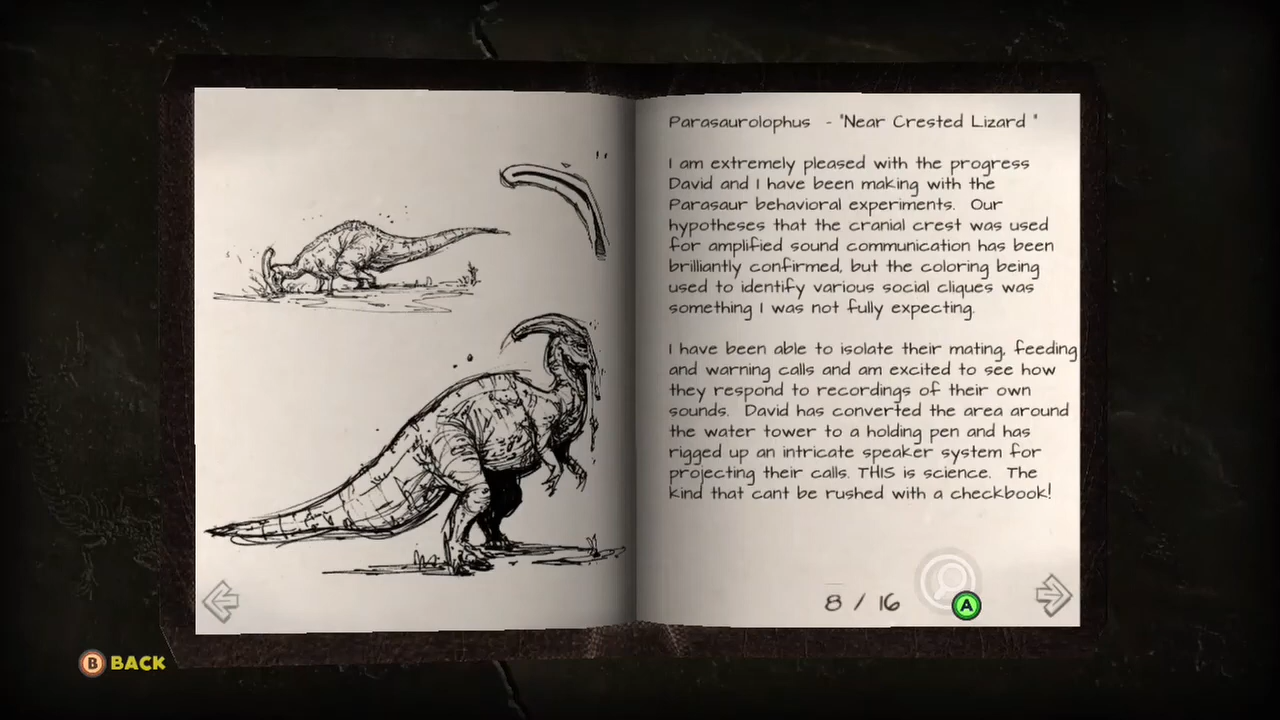 Parasaurolophus - "Near Crested Lizard "
I am extremely pleased with the progress
David and I have been making with the
Parasaur behavioral experiments. Our
hypotheses that the cranial crest was used
for amplified sound communication has been
brilliantly confirmed, but the coloring being
used to identify various social cliques was
something I was not fully expecting.
I have been able to isolate their mating, feeding
and warning calls and am excited to see how
they respond to recordings of their own
sounds. David has converted the area around
the water tower to a holding pen and has
rigged up an intricate speaker system for
projecting their calls. THIS is science. The
kind that cant be rushed with a checkbook!
8 / 16
A
B BACK